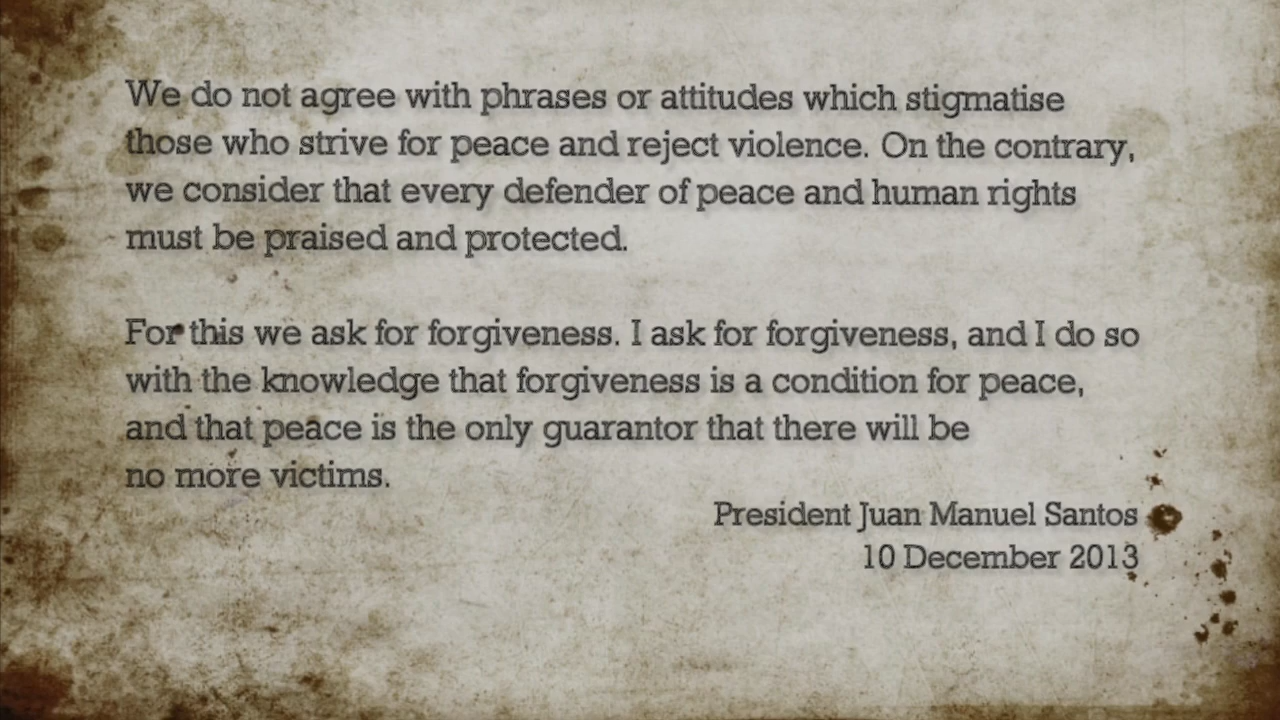 We do not agree with phrases or attitudes which stigmatise
those who strive for peace and reject violence. On the contrary,
we consider that every defender of peace and human rights
must be praised and protected.
For this we ask for forgiveness. I ask for forgiveness, and I do so
with the knowledge that forgiveness is a condition for peace,
and that peace is the only guarantor that there will be
no more victims.
President Juan Manuel Santos
10 December 2013